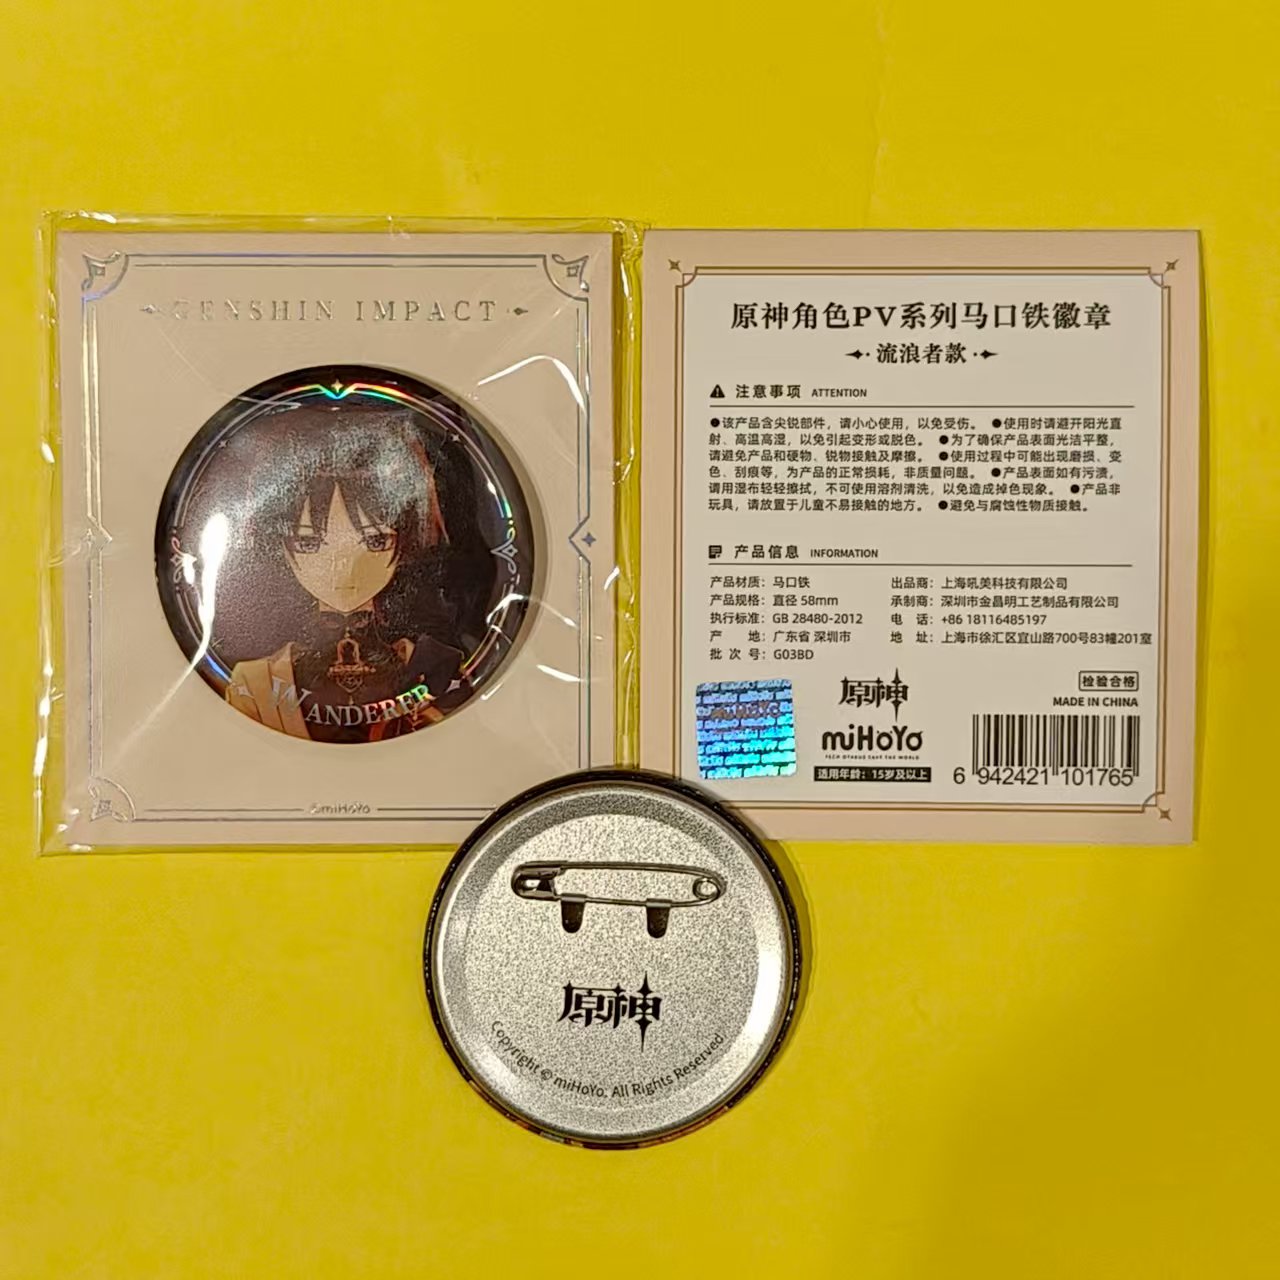 GENSHIN IMPACT
WANDERER
©miHoYo
原神角色PV系列马口铁徽章
流浪者款
注意事项 ATTENTION
●该产品含尖锐部件，请小心使用，以免受伤。 ●使用时请避开阳光直
射、高温高湿，以免引起变形或脱色。 ●为了确保产品表面光洁平整，
请避免产品和硬物、锐物接触及摩擦。 ●使用过程中可能出现磨损、变
色、刮痕等，为产品的正常损耗，非质量问题。 ●产品表面如有污渍，
请用湿布轻轻擦拭，不可使用溶剂清洗，以免造成掉色现象。 ●产品非
玩具，请放置于儿童不易接触的地方。 ●避免与腐蚀性物质接触。
产品信息 INFORMATION
产品材质：马口铁
产品规格：直径 58mm
执行标准：GB 28480-2012
产 地：广东省 深圳市
批 次 号：G03BD
出品商：上海吼美科技有限公司
承制商：深圳市金昌明工艺制品有限公司
电 话：+86 18116485197
地 址：上海市徐汇区宜山路700号83幢201室
miHoYo
原神
miHoYo
TECH OTAKUS SAVE THE WORLD
适用年龄：15岁及以上
检验合格
MADE IN CHINA
6 942421 101765
原神
Copyright © miHoYo. All Rights Reserved.